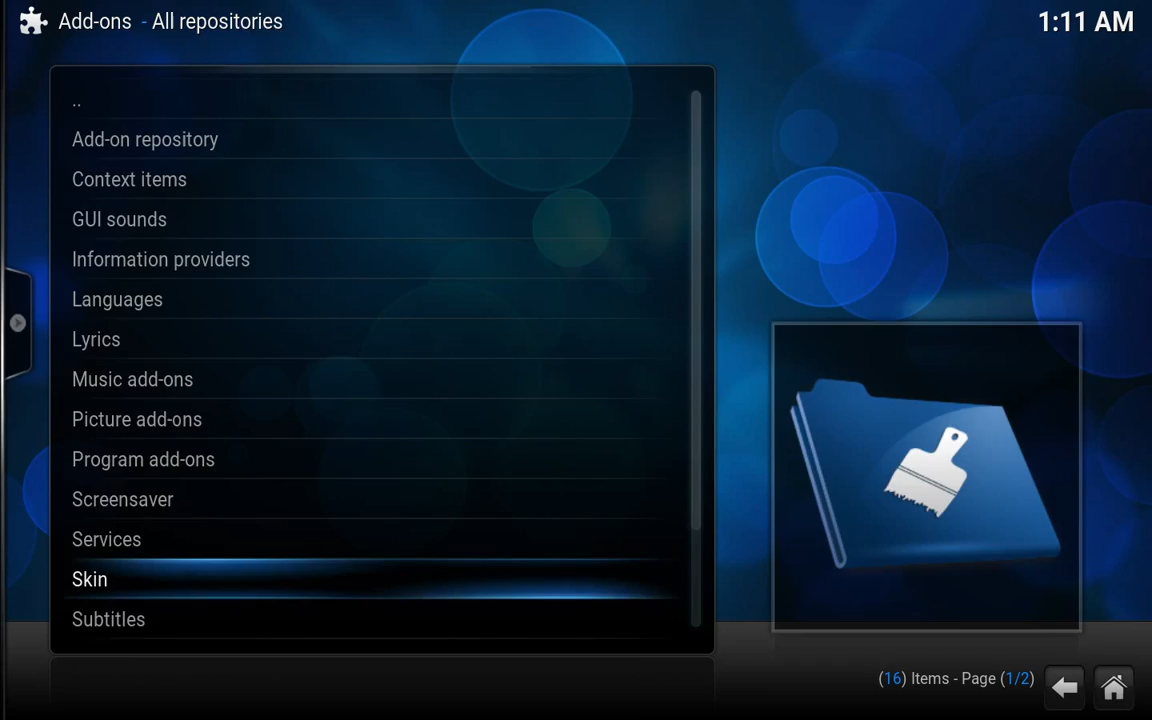 Add-ons - All repositories
1:11 AM
..
Add-on repository
Context items
GUI sounds
Information providers
Languages
Lyrics
Music add-ons
Picture add-ons
Program add-ons
Screensaver
Services
Skin
Subtitles
(16) Items - Page (1/2)